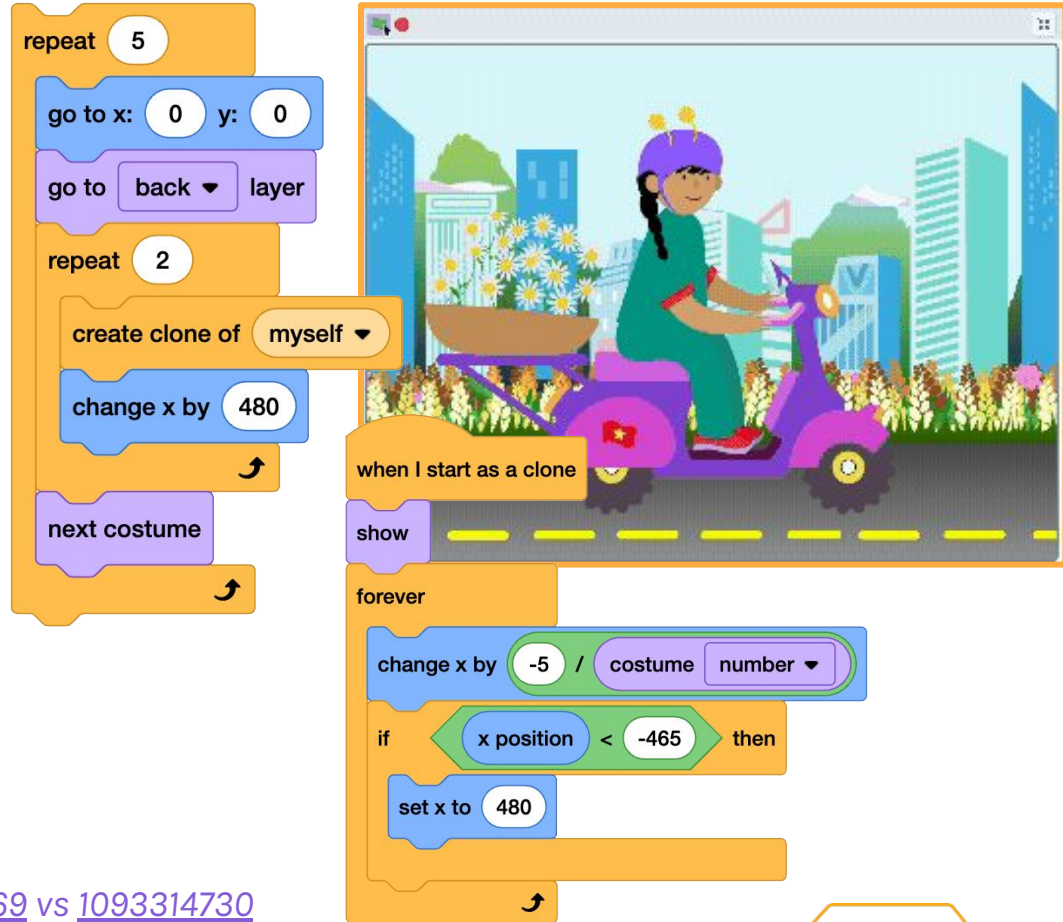 repeat 5
go to x: 0 y: 0
go to back layer
repeat 2
create clone of myself
change x by 480
next costume
when I start as a clone
show
forever
change x by -5 / costume number
if x position < -465 then
set x to 480
69 vs 1093314730